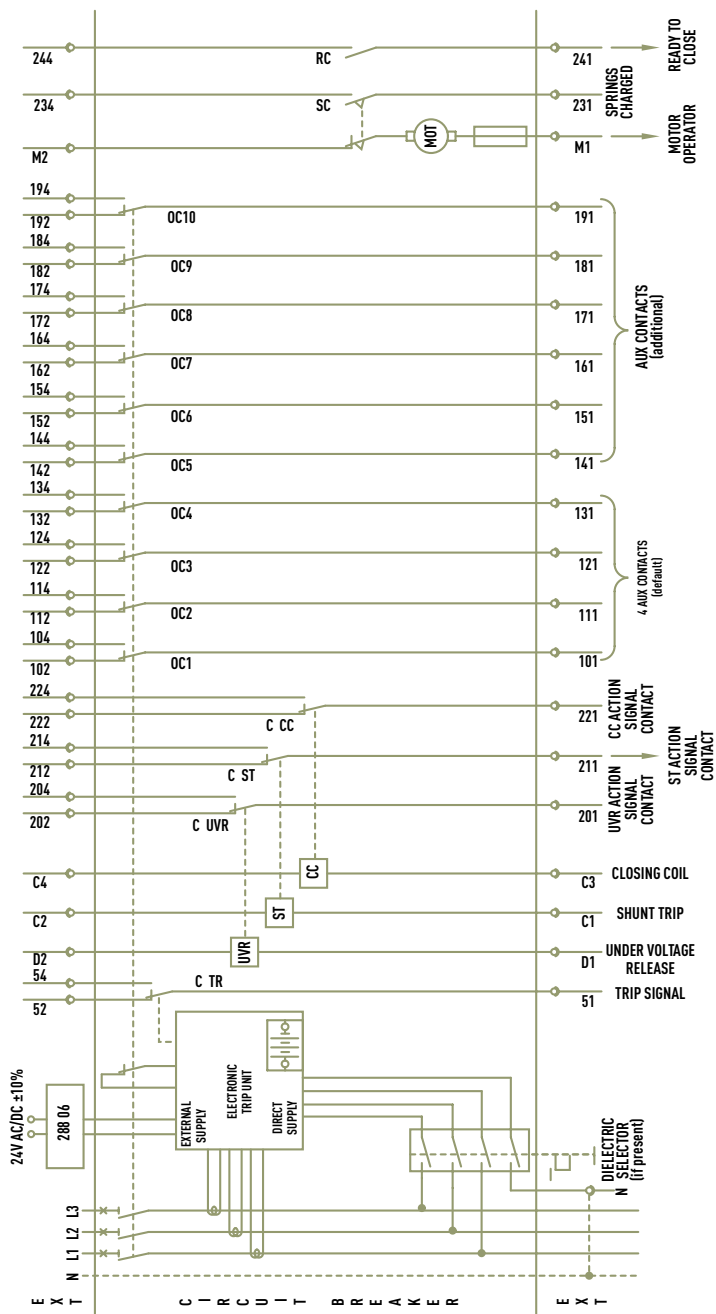 244
RC
241
READY TO
CLOSE
234
SC
231
SPRINGS
CHARGED
M2
MOT
M1
MOTOR
OPERATOR
194
192
OC10
191
184
182
OC9
181
174
172
OC8
171
164
162
OC7
161
154
152
OC6
151
144
142
OC5
141
AUX CONTACTS
(additional)
134
132
OC4
131
124
122
OC3
121
114
112
OC2
111
104
102
OC1
101
4 AUX CONTACTS
(default)
224
222
C CC
221
CC ACTION
SIGNAL
CONTACT
214
212
C ST
211
ST ACTION
SIGNAL
CONTACT
204
202
C UVR
201
UVR ACTION
SIGNAL
CONTACT
C4
CC
C3
CLOSING COIL
C2
ST
C1
SHUNT TRIP
D2
UVR
D1
UNDER VOLTAGE
RELEASE
54
52
C TR
51
TRIP SIGNAL
24V AC/DC ±10%
288 06
EXTERNAL
SUPPLY
ELECTRONIC
TRIP UNIT
DIRECT
SUPPLY
DIELECTRIC
SELECTOR
(if present)
N
L3
L2
L1
N
EXT
CIRCUIT BREAKER
EXT